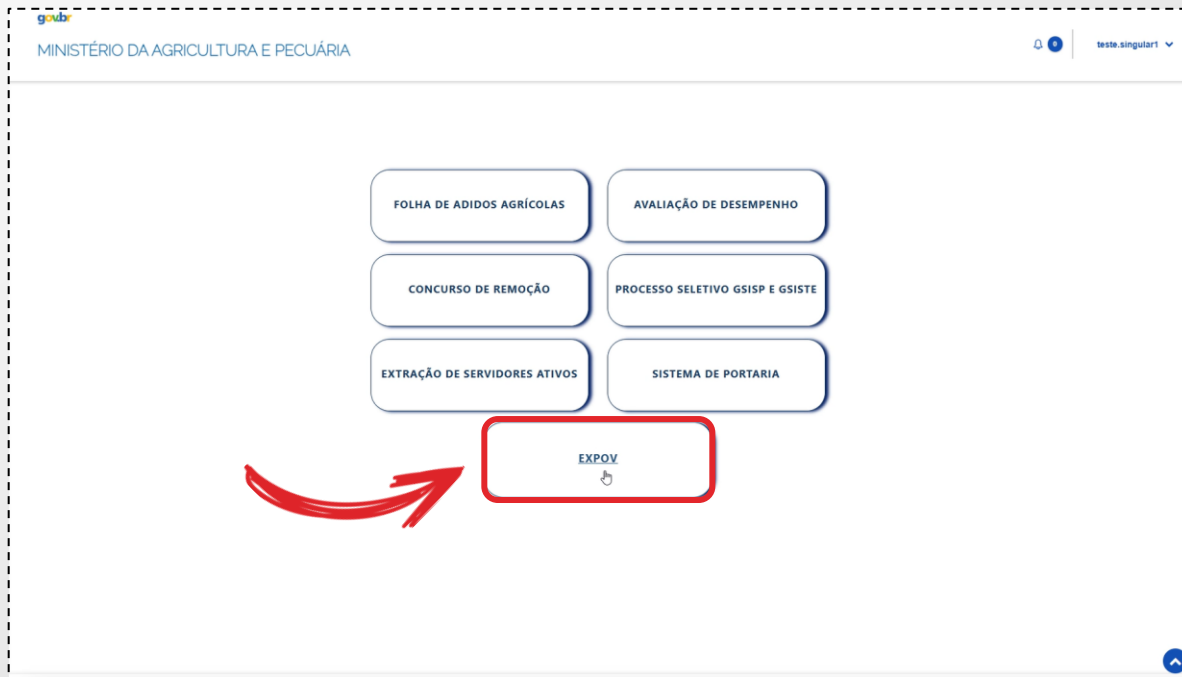 gov.br
MINISTÉRIO DA AGRICULTURA E PECUÁRIA
0
teste.singular1
FOLHA DE ADIDOS AGRÍCOLAS
AVALIAÇÃO DE DESEMPENHO
CONCURSO DE REMOÇÃO
PROCESSO SELETIVO GSISP E GSISTE
EXTRAÇÃO DE SERVIDORES ATIVOS
SISTEMA DE PORTARIA
EXPOV